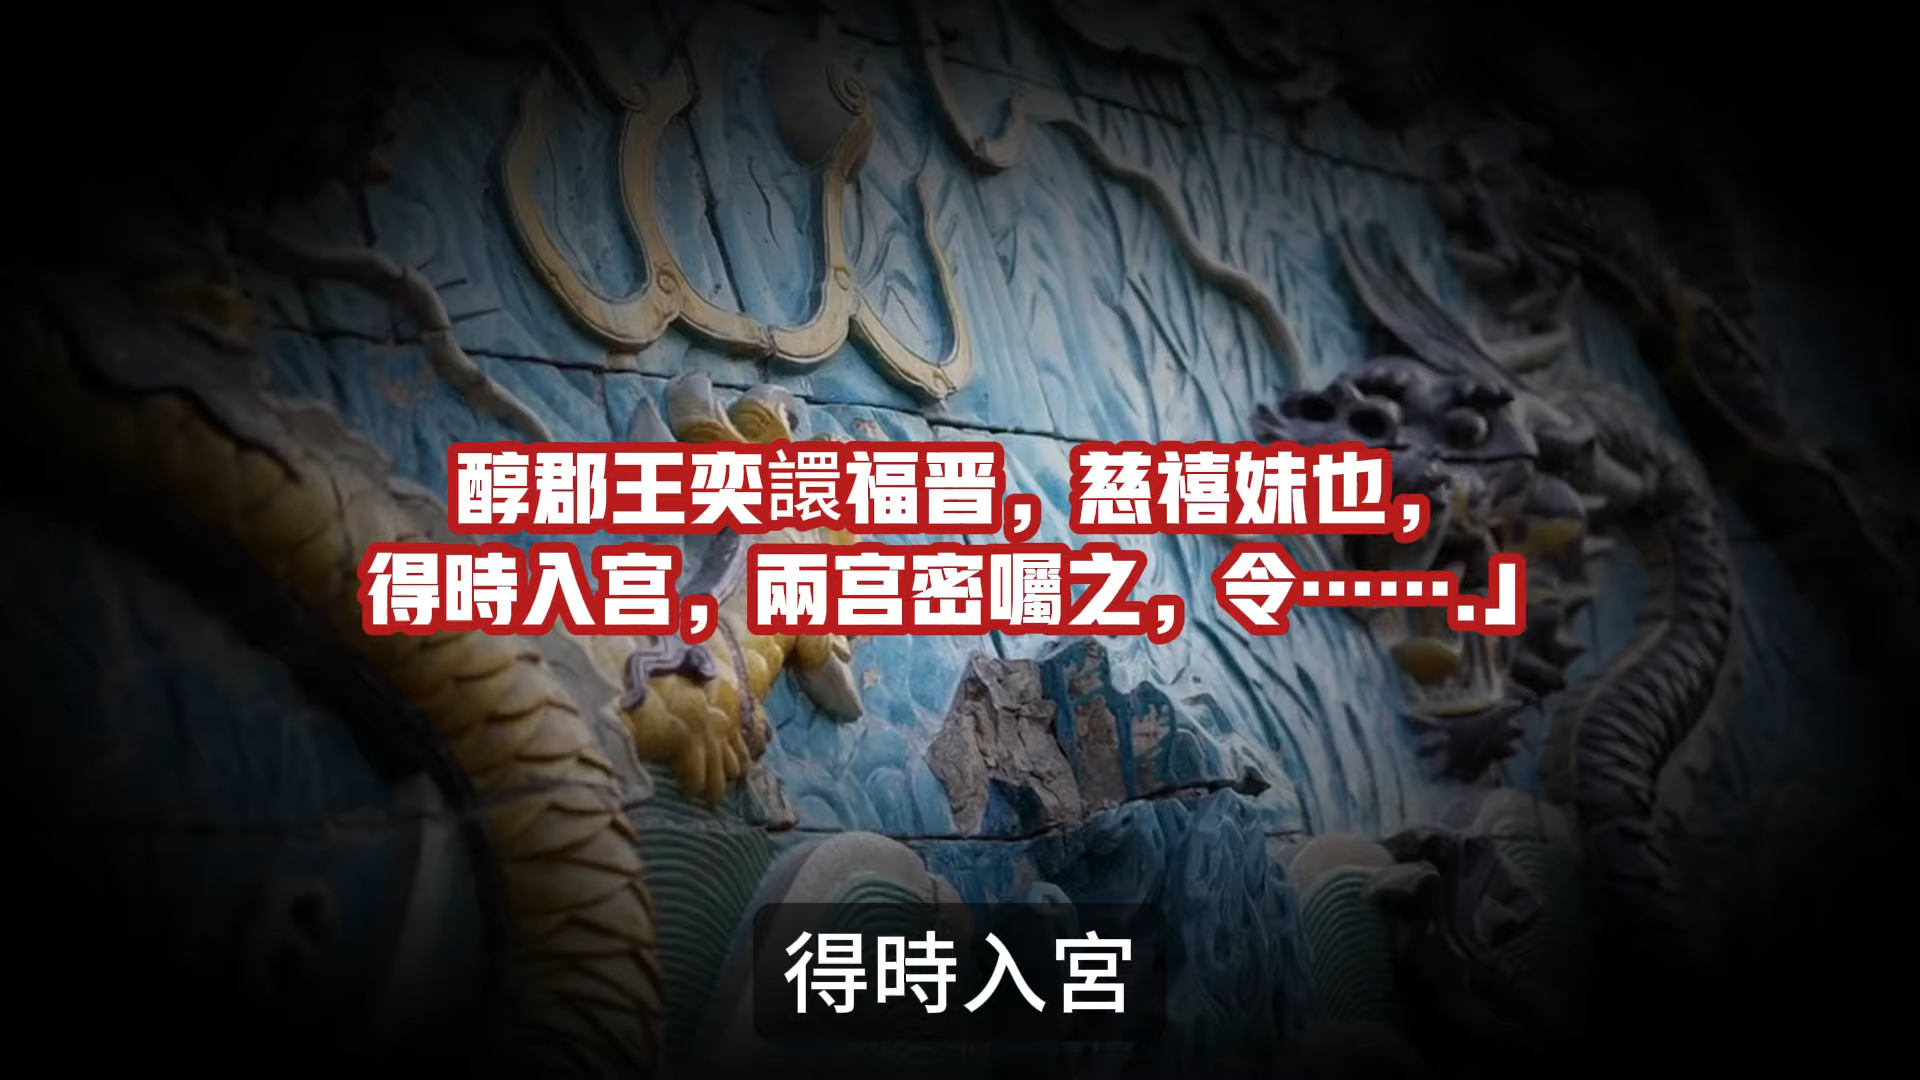 醇郡王奕譞福晋，慈禧妹也，
得時入宮，兩宮密囑之，令…….」
得時入宮